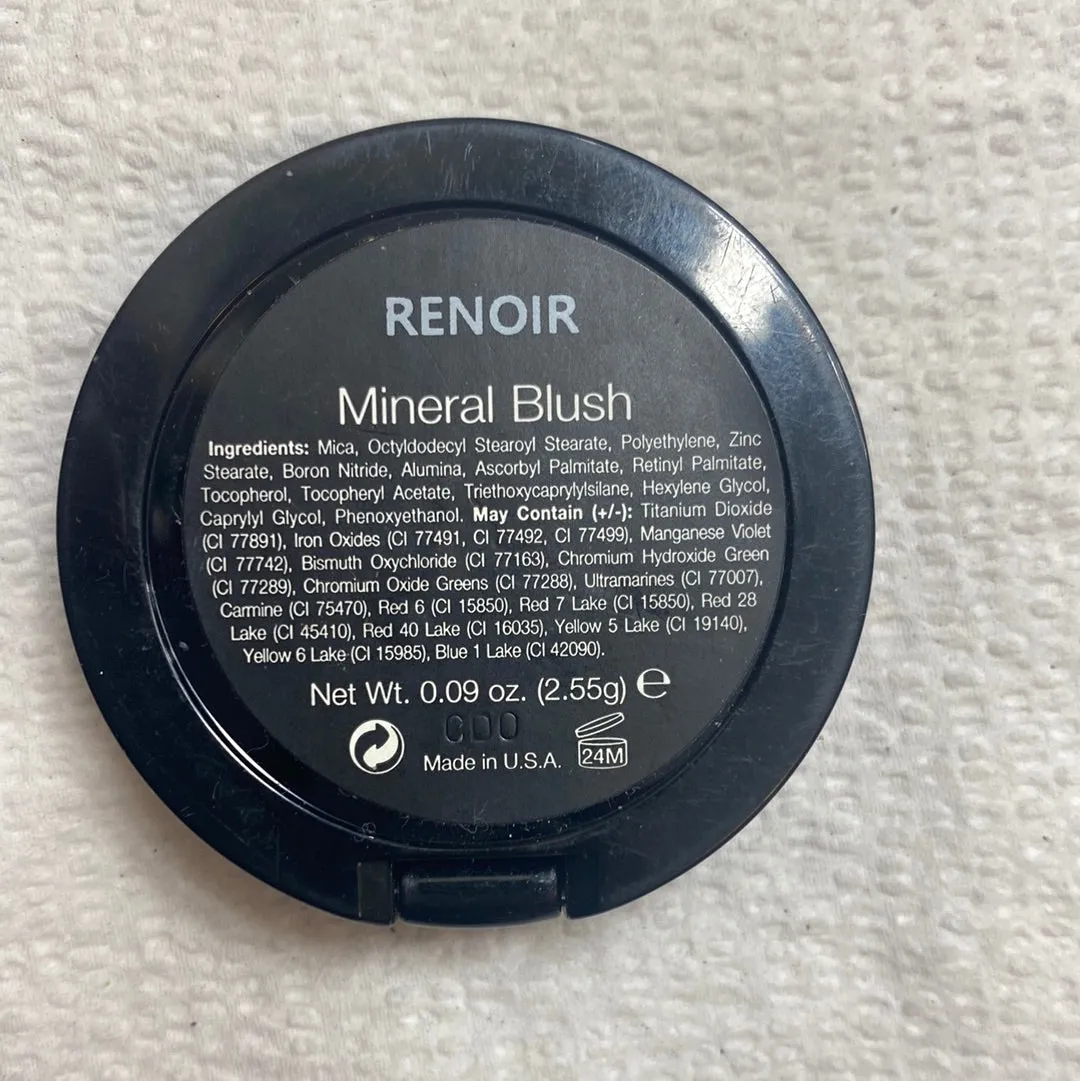 RENOIR
Mineral Blush
Ingredients: Mica, Octyldodecyl Stearoyl Stearate, Polyethylene, Zinc
Stearate, Boron Nitride, Alumina, Ascorbyl Palmitate, Retinyl Palmitate,
Tocopherol, Tocopheryl Acetate, Triethoxycaprylylsilane, Hexylene Glycol,
Caprylyl Glycol, Phenoxyethanol. May Contain (+/-): Titanium Dioxide
(CI 77891), Iron Oxides (CI 77491, CI 77492, CI 77499), Manganese Violet
(CI 77742), Bismuth Oxychloride (CI 77163), Chromium Hydroxide Green
(CI 77289), Chromium Oxide Greens (CI 77288), Ultramarines (CI 77007),
Carmine (CI 75470), Red 6 (CI 15850), Red 7 Lake (CI 15850), Red 28
Lake (CI 45410), Red 40 Lake (CI 16035), Yellow 5 Lake (CI 19140),
Yellow 6 Lake (CI 15985), Blue 1 Lake (CI 42090).
Net Wt. 0.09 oz. (2.55g) ℮
Made in U.S.A.
24M